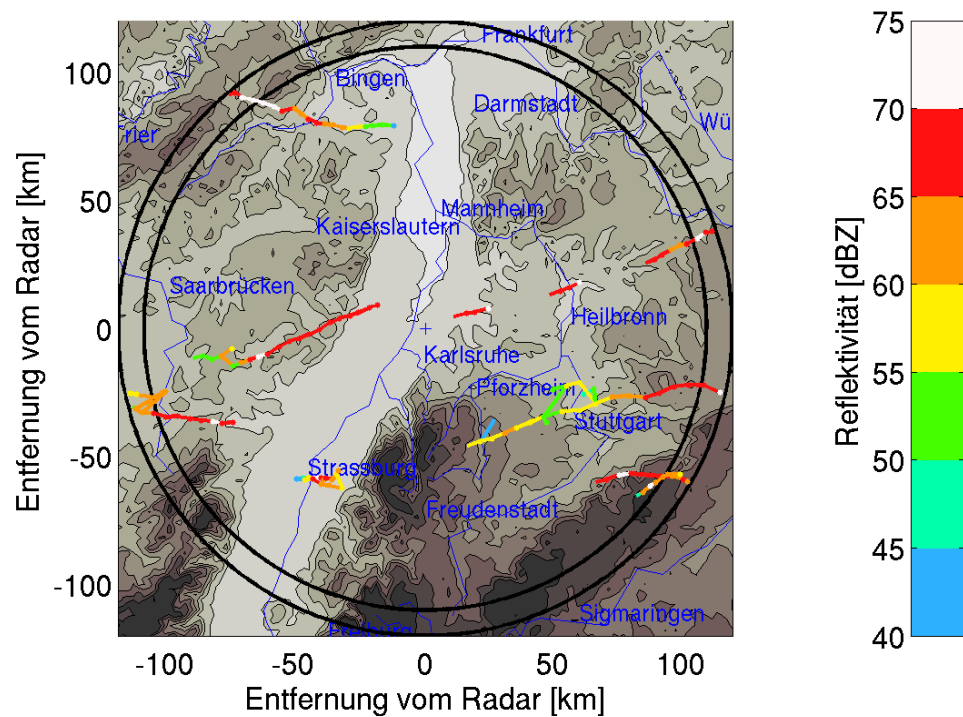 Frankfurt
Bingen
Darmstadt
rier
Wü
Mannheim
Kaiserslautern
Saarbrücken
Heilbronn
Karlsruhe
Pforzheim
Stuttgart
Strassburg
Freudenstadt
Sigmaringen
Freiburg
100
50
0
-50
-100
Entfernung vom Radar [km]
-100
-50
0
50
100
Entfernung vom Radar [km]
75
70
65
60
55
50
45
40
Reflektivität [dBZ]